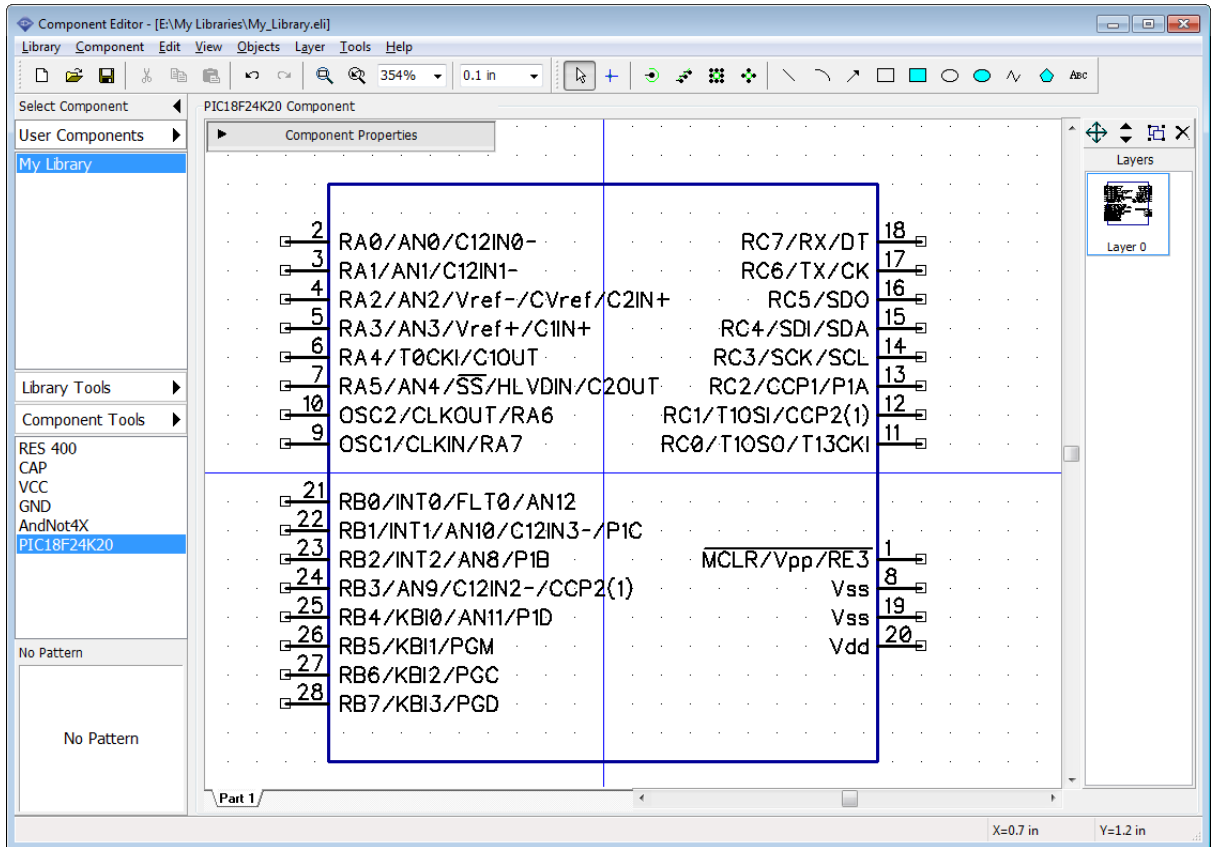 Component Editor - [E:\My Libraries\My_Library.eli]
Library Component Edit View Objects Layer Tools Help
354% 0.1 in ABC
Select Component
PIC18F24K20 Component
User Components
Component Properties
My Library
Layers
Layer 0
2 RA0/AN0/C12IN0-
3 RA1/AN1/C12IN1-
4 RA2/AN2/Vref-/CVref/C2IN+
5 RA3/AN3/Vref+/C1IN+
6 RA4/T0CKI/C1OUT
7 RA5/AN4/SS/HLVDIN/C2OUT
10 OSC2/CLKOUT/RA6
9 OSC1/CLKIN/RA7
RC7/RX/DT 18
RC6/TX/CK 17
RC5/SDO 16
RC4/SDI/SDA 15
RC3/SCK/SCL 14
RC2/CCP1/P1A 13
RC1/T1OSI/CCP2(1) 12
RC0/T1OSO/T13CKI 11
21 RB0/INT0/FLT0/AN12
22 RB1/INT1/AN10/C12IN3-/P1C
23 RB2/INT2/AN8/P1B
24 RB3/AN9/C12IN2-/CCP2(1)
25 RB4/KBI0/AN11/P1D
26 RB5/KBI1/PGM
27 RB6/KBI2/PGC
28 RB7/KBI3/PGD
MCLR/Vpp/RE3 1
Vss 8
Vss 19
Vdd 20
Library Tools
Component Tools
RES 400
CAP
VCC
GND
AndNot4X
PIC18F24K20
No Pattern
No Pattern
Part 1
X=0.7 in Y=1.2 in